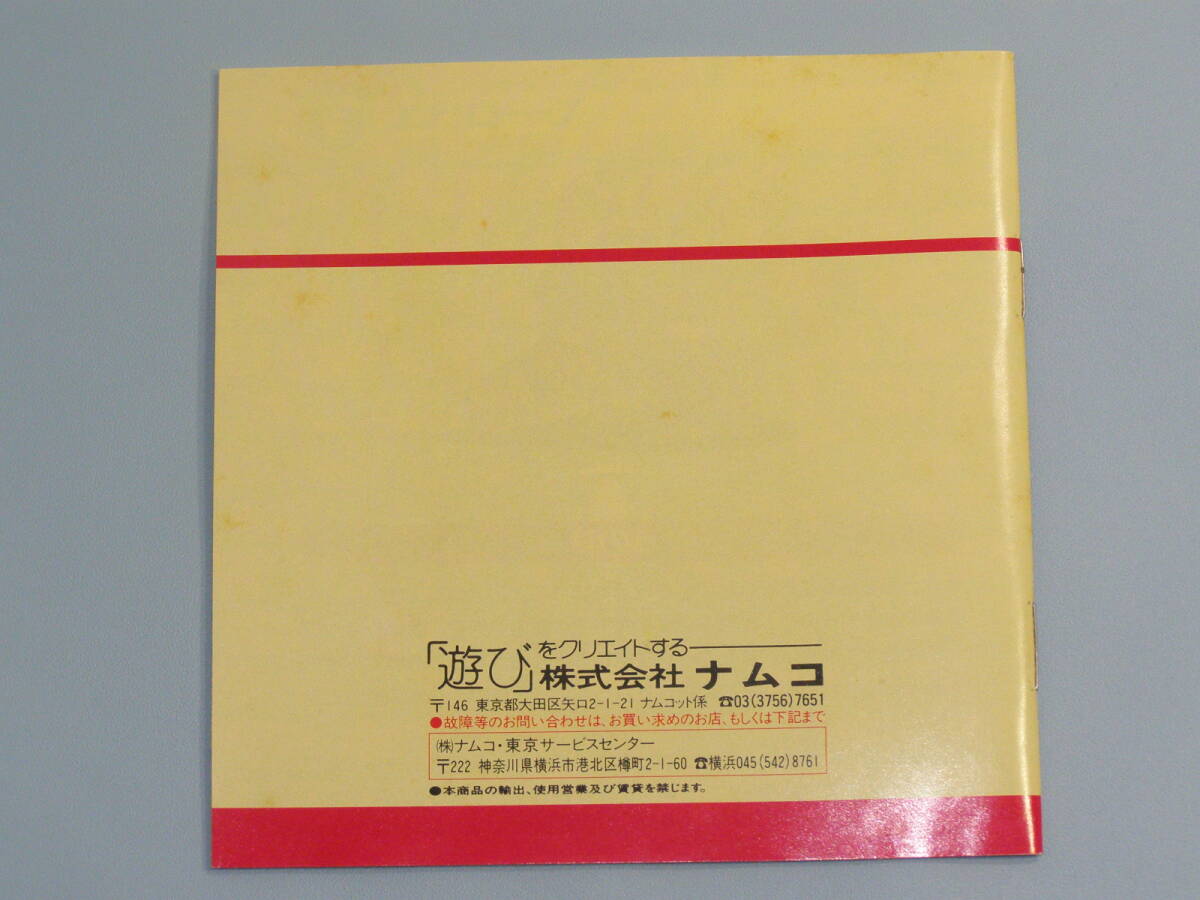 「遊び」をクリエイトする
株式会社 ナムコ
〒146 東京都大田区矢口2-1-21 ナムコット係 ☎03(3756)7651
●故障等のお問い合わせは、お買い求めのお店、もしくは下記まで
㈱ナムコ・東京サービスセンター
〒222 神奈川県横浜市港北区樽町2-1-60 ☎横浜045(542)8761
●本商品の輸出、使用営業及び賃貸を禁じます。